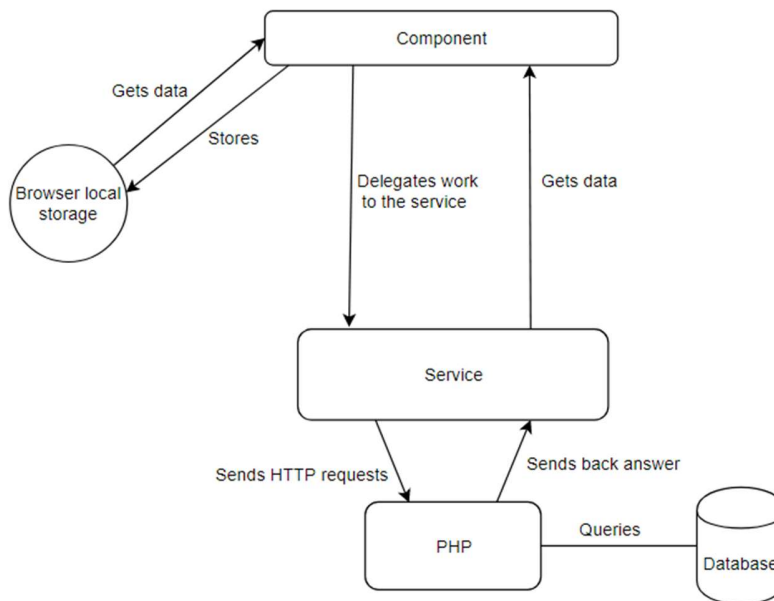 Component
Gets data
Stores
Browser local
storage
Delegates work
to the service
Gets data
Service
Sends HTTP requests
Sends back answer
PHP
Queries
Database